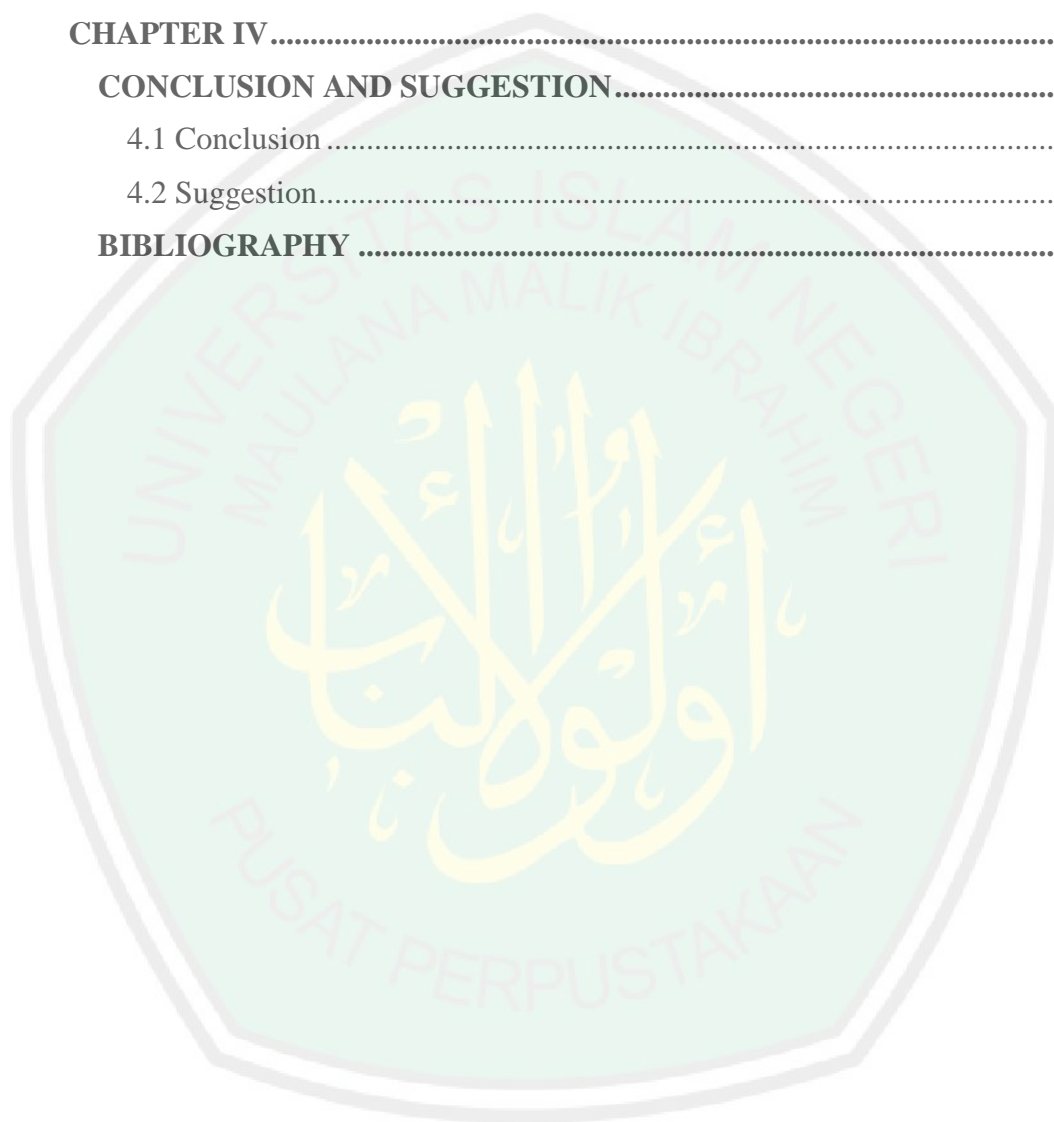 CHAPTER IV..........................................................................................
CONCLUSION AND SUGGESTION.......................................................
4.1 Conclusion..........................................................................................
4.2 Suggestion...........................................................................................
BIBLIOGRAPHY.......................................................................................
UNIVERSITAS ISLAM NEGERI
MAULANA MALIK IBRAHIM
أولوا الألباب
PUSAT PERPUSTAKAAN